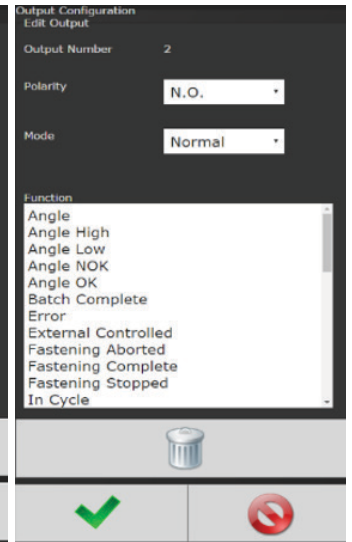 Output Configuration
Edit Output
Output Number 2
Polarity N.O.
Mode Normal
Function
Angle
Angle High
Angle Low
Angle NOK
Angle OK
Batch Complete
Error
External Controlled
Fastening Aborted
Fastening Complete
Fastening Stopped
In Cycle